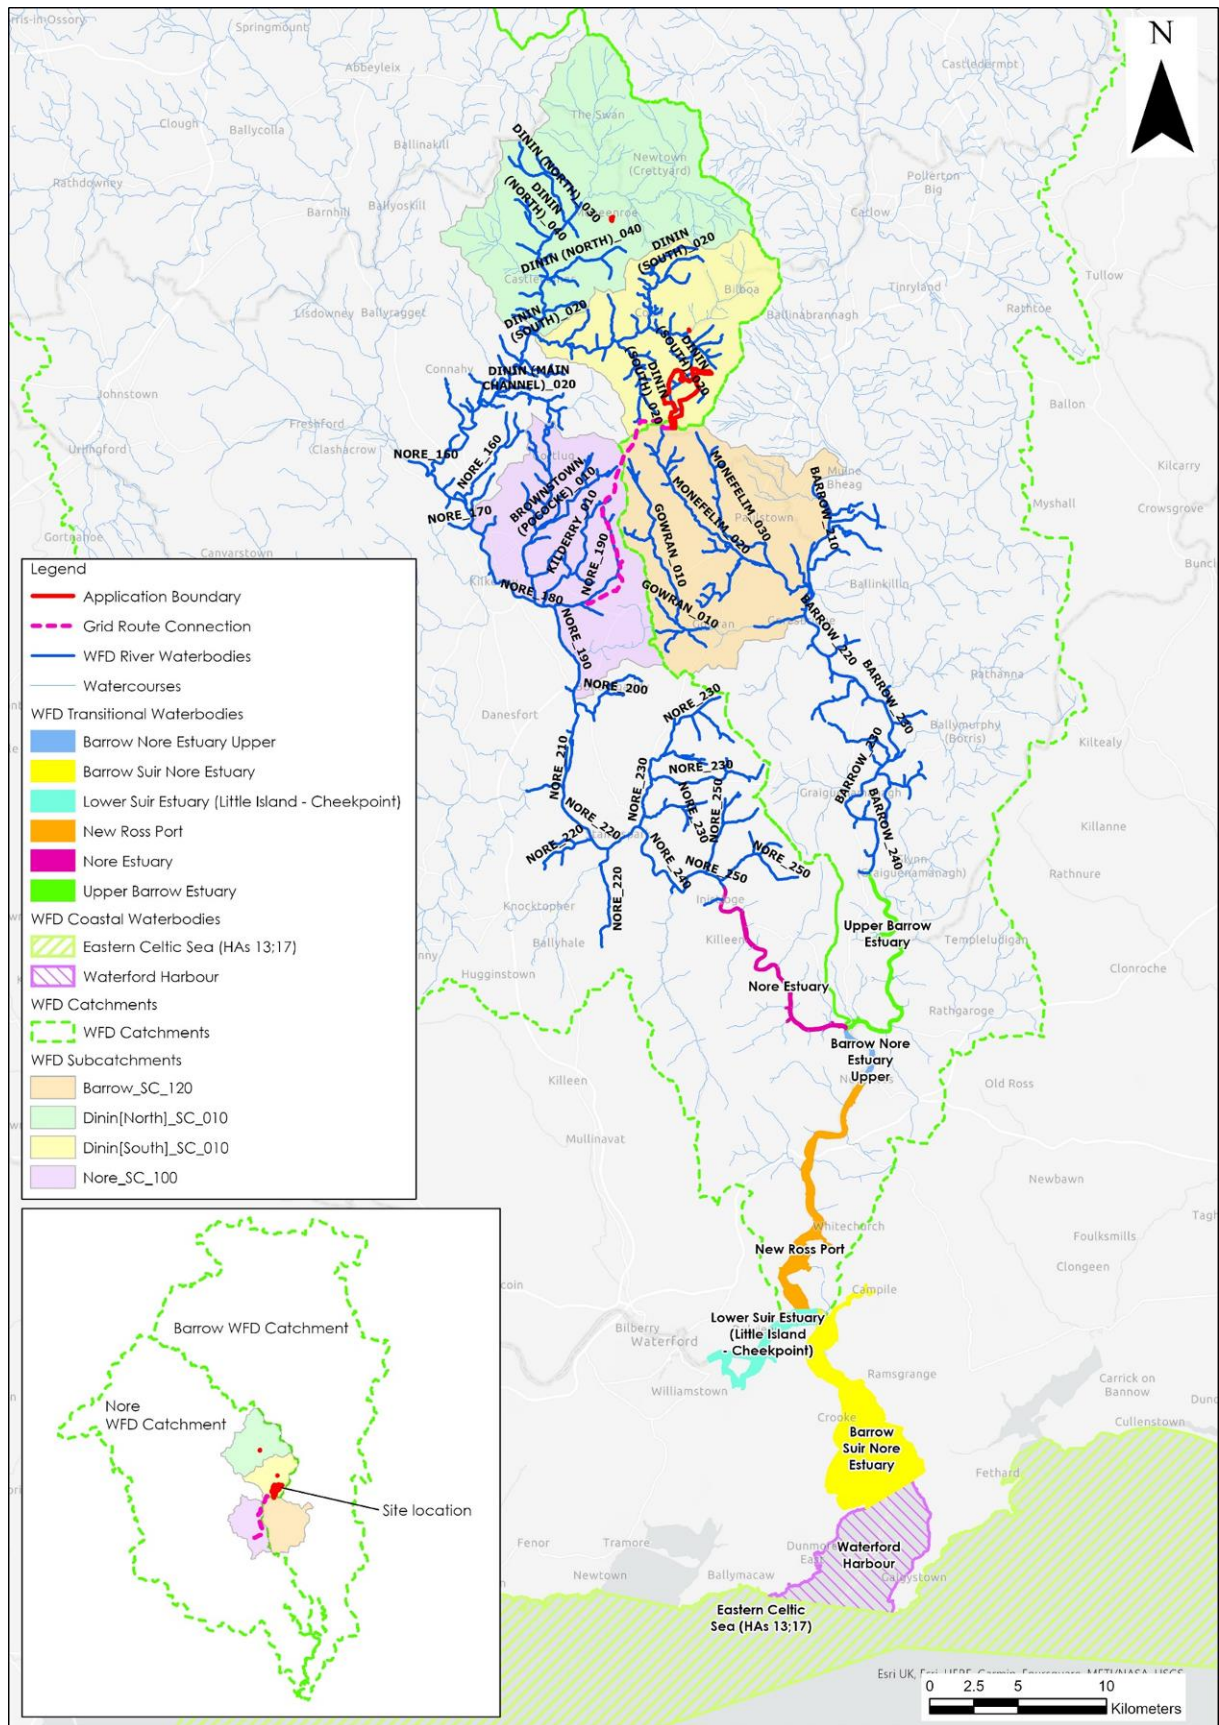 N
Springmount
Castledermot
Abbeyleix
Clough
Ballycolla
The Swan
Ballinakill
Newtown
(Crettyard)
Pollerton
Big
Rathdowney
Barnhill
Ballyoskill
Carlow
DININ (NORTH)_030
DININ
(NORTH)_040
DININ (NORTH)_040
DININ
(SOUTH)_020
Bilboa
Tinryland
Tullow
Rathtoe
Lisdowney
Ballyragget
Ballinabrannagh
DININ
(SOUTH)_020
DININ
(SOUTH)_020
DININ
(SOUTH)_020
Connahy
DININ (MAIN
CHANNEL)_020
Johnstown
Ballon
Freshford
Clashacrow
Urlingford
NORE_160
NORE_160
Kilcarry
Myshall
Crowsgrove
NORE_170
BROWNSTOWN
(POCOCKE)_010
KILDERRY_010
NORE_190
MONEFELIM_030
MONEFELIM_020
Paulstown
GOWRAN_010
GOWRAN_010
Ballinkillin
NORE_180
NORE_190
BARROW_220
Rathanna
NORE_200
Danesfort
NORE_230
Ballymurphy
(Borris)
Kiltealy
NORE_210
NORE_230
NORE_230
NORE_230
NORE_250
BARROW_230
BARROW_240
Killanne
NORE_220
NORE_220
NORE_220
NORE_240
NORE_250
NORE_250
Rathnure
Knocktopher
Ballyhale
Hugginstown
Upper Barrow
Estuary
Templeludigan
Clonroche
Nore Estuary
Rathgaroge
Barrow Nore
Estuary
Upper
Old Ross
Killeen
Mullinavat
Newbawn
Whitechurch
Foulksmills
Clongeen
New Ross Port
Campile
Lower Suir Estuary
(Little Island
- Cheekpoint)
Bilberry
Waterford
Williamstown
Ramsgrange
Carrick on
Bannow
Cullenstown
Crooke
Barrow
Suir Nore
Estuary
Fethard
Fenor
Tramore
Newtown
Ballymacaw
Waterford
Harbour
Eastern Celtic
Sea (HAs 13;17)
Legend
Application Boundary
Grid Route Connection
WFD River Waterbodies
Watercourses
WFD Transitional Waterbodies
Barrow Nore Estuary Upper
Barrow Suir Nore Estuary
Lower Suir Estuary (Little Island - Cheekpoint)
New Ross Port
Nore Estuary
Upper Barrow Estuary
WFD Coastal Waterbodies
Eastern Celtic Sea (HAs 13;17)
Waterford Harbour
WFD Catchments
WFD Catchments
WFD Subcatchments
Barrow_SC_120
Dinin[North]_SC_010
Dinin[South]_SC_010
Nore_SC_100
Barrow WFD Catchment
Nore
WFD Catchment
Site location
0 2.5 5 10
Kilometers